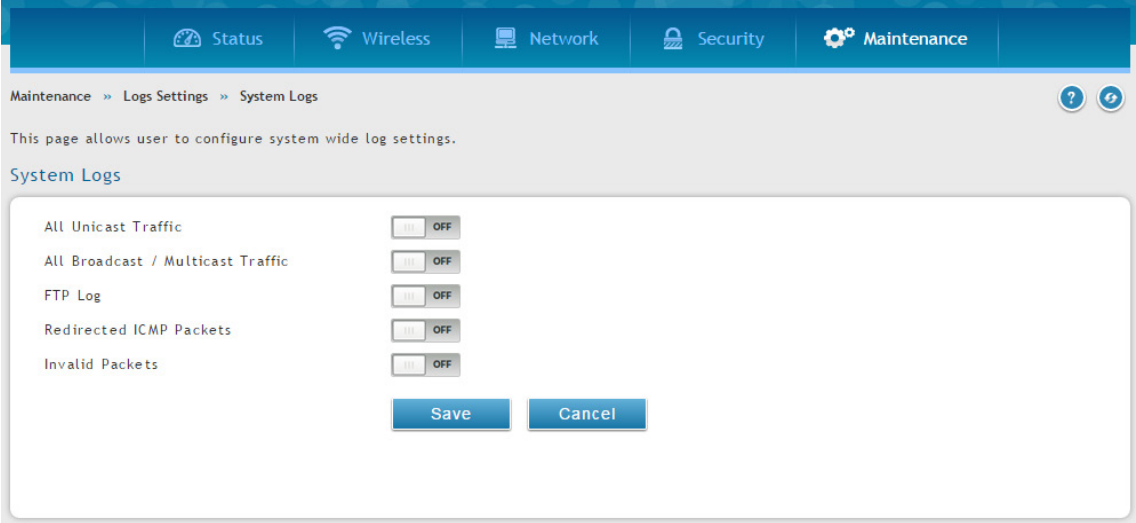 Status Wireless Network Security Maintenance
Maintenance » Logs Settings » System Logs
?
This page allows user to configure system wide log settings.
System Logs
All Unicast Traffic OFF
All Broadcast / Multicast Traffic OFF
FTP Log OFF
Redirected ICMP Packets OFF
Invalid Packets OFF
Save Cancel